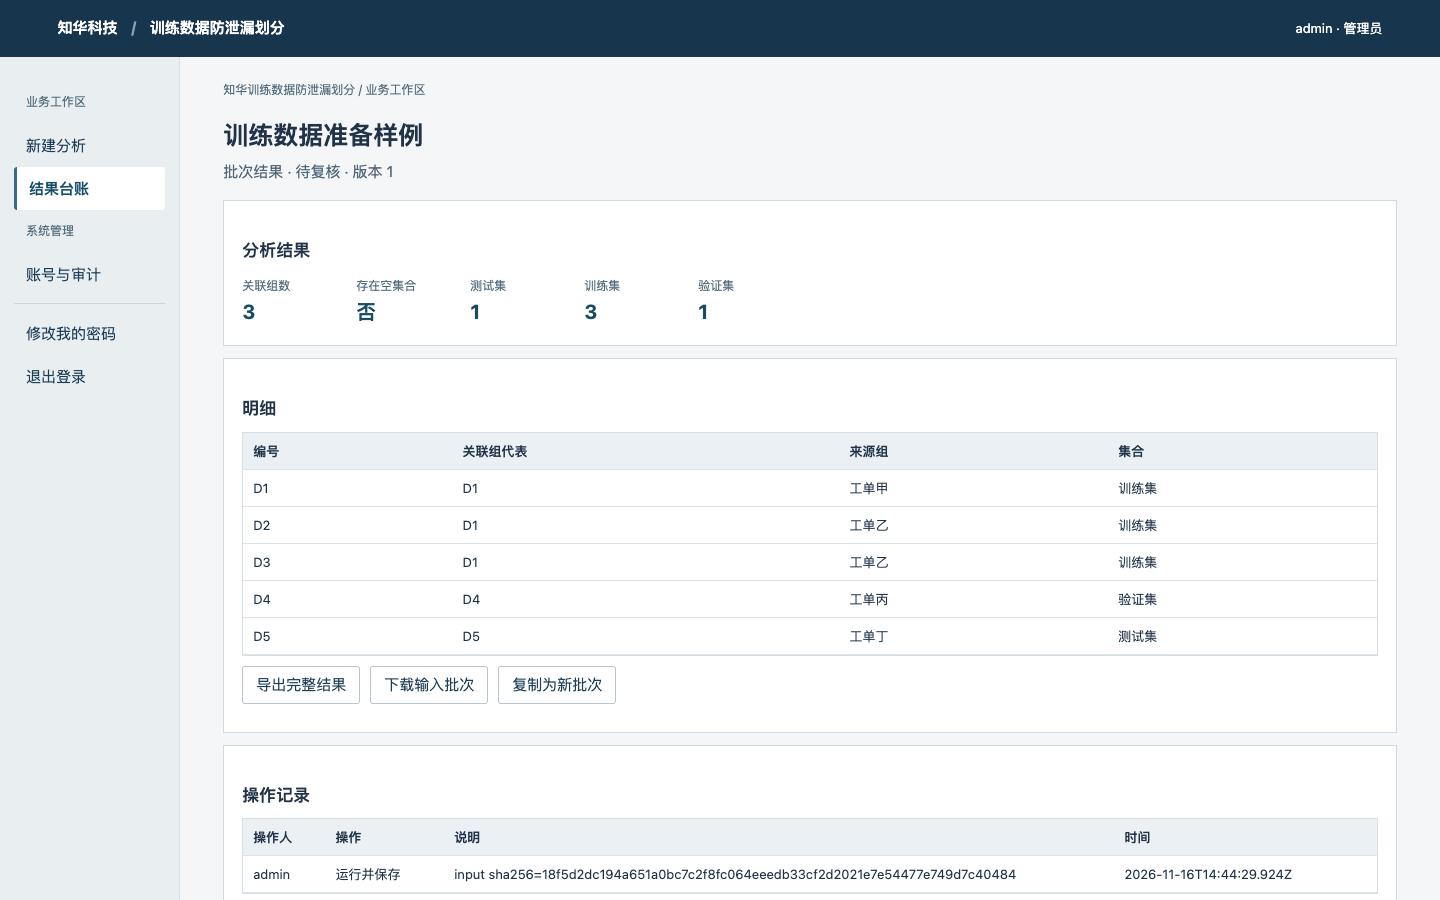 知华科技 / 训练数据防泄漏划分
admin · 管理员
业务工作区
新建分析
结果台账
系统管理
账号与审计
修改我的密码
退出登录
知华训练数据防泄漏划分 / 业务工作区
训练数据准备样例
批次结果 · 待复核 · 版本 1
分析结果
关联组数 存在空集合 测试集 训练集 验证集
3 否 1 3 1
明细
编号 关联组代表 来源组 集合
D1 D1 工单甲 训练集
D2 D1 工单乙 训练集
D3 D1 工单乙 训练集
D4 D4 工单丙 验证集
D5 D5 工单丁 测试集
导出完整结果 下载输入批次 复制为新批次
操作记录
操作人 操作 说明 时间
admin 运行并保存 input sha256=18f5d2dc194a651a0bc7c2f8fc064eeedb33cf2d2021e7e54477e749d7c40484 2026-11-16T14:44:29.924Z